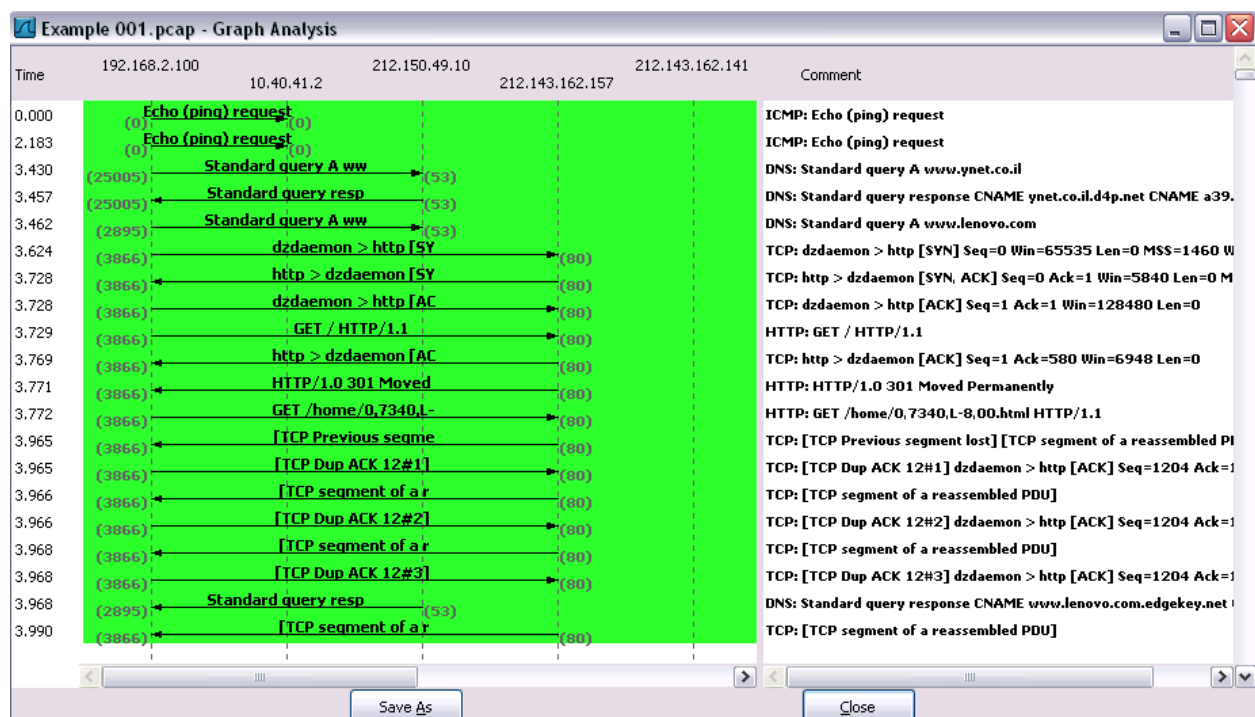 Example 001.pcap - Graph Analysis
Time 192.168.2.100 10.40.41.2 212.150.49.10 212.143.162.157 212.143.162.141 Comment
0.000 (0) Echo (ping) request (0) ICMP: Echo (ping) request
2.183 (0) Echo (ping) request (0) ICMP: Echo (ping) request
3.430 (25005) Standard query A ww (53) DNS: Standard query A www.ynet.co.il
3.457 (25005) Standard query resp (53) DNS: Standard query response CNAME ynet.co.il.d4p.net CNAME a39.
3.462 (2895) Standard query A ww (53) DNS: Standard query A www.lenovo.com
3.624 (3866) dzdaemon > http [SY (80) TCP: dzdaemon > http [SYN] Seq=0 Win=65535 Len=0 MSS=1460 W
3.728 (3866) http > dzdaemon [SY (80) TCP: http > dzdaemon [SYN, ACK] Seq=0 Ack=1 Win=5840 Len=0 M
3.728 (3866) dzdaemon > http [AC (80) TCP: dzdaemon > http [ACK] Seq=1 Ack=1 Win=128480 Len=0
3.729 (3866) GET / HTTP/1.1 (80) HTTP: GET / HTTP/1.1
3.769 (3866) http > dzdaemon [AC (80) TCP: http > dzdaemon [ACK] Seq=1 Ack=580 Win=6948 Len=0
3.771 (3866) HTTP/1.0 301 Moved (80) HTTP: HTTP/1.0 301 Moved Permanently
3.772 (3866) GET /home/0,7340,L- (80) HTTP: GET /home/0,7340,L-8,00.html HTTP/1.1
3.965 (3866) [TCP Previous segme (80) TCP: [TCP Previous segment lost] [TCP segment of a reassembled PD
3.965 (3866) [TCP Dup ACK 12#1] (80) TCP: [TCP Dup ACK 12#1] dzdaemon > http [ACK] Seq=1204 Ack=1
3.966 (3866) [TCP segment of a r (80) TCP: [TCP segment of a reassembled PDU]
3.966 (3866) [TCP Dup ACK 12#2] (80) TCP: [TCP Dup ACK 12#2] dzdaemon > http [ACK] Seq=1204 Ack=1
3.968 (3866) [TCP segment of a r (80) TCP: [TCP segment of a reassembled PDU]
3.968 (3866) [TCP Dup ACK 12#3] (80) TCP: [TCP Dup ACK 12#3] dzdaemon > http [ACK] Seq=1204 Ack=1
3.968 (2895) Standard query resp (53) DNS: Standard query response CNAME www.lenovo.com.edgekey.net
3.990 (3866) [TCP segment of a r (80) TCP: [TCP segment of a reassembled PDU]
Save As Close